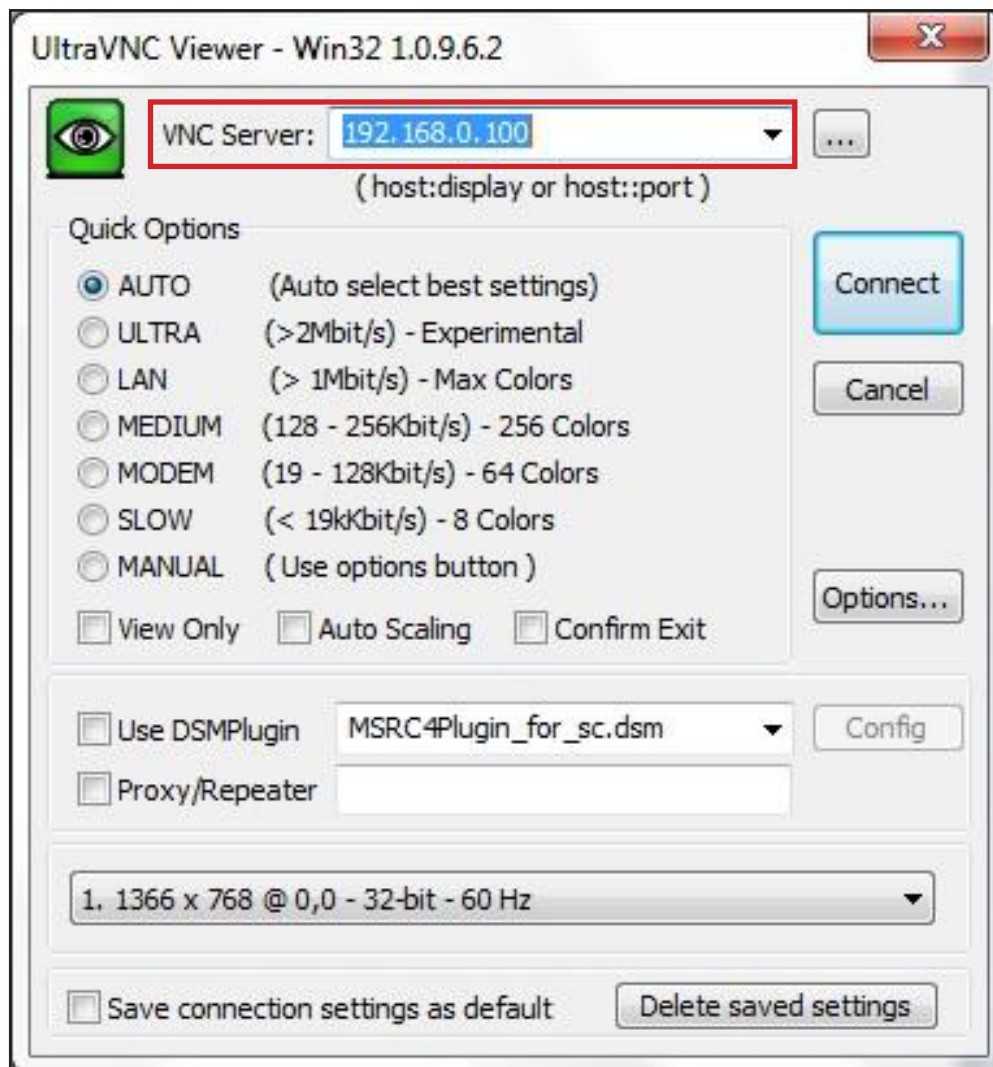 UltraVNC Viewer - Win32 1.0.9.6.2
VNC Server: 192.168.0.100 ...
( host:display or host::port )
Quick Options
AUTO (Auto select best settings)
Connect
ULTRA (>2Mbit/s) - Experimental
LAN (> 1Mbit/s) - Max Colors
Cancel
MEDIUM (128 - 256Kbit/s) - 256 Colors
MODEM (19 - 128Kbit/s) - 64 Colors
SLOW (< 19kKbit/s) - 8 Colors
MANUAL ( Use options button )
Options...
View Only Auto Scaling Confirm Exit
Use DSMPlugin MSRC4Plugin_for_sc.dsm Config
Proxy/Repeater
1. 1366 x 768 @ 0,0 - 32-bit - 60 Hz
Save connection settings as default Delete saved settings